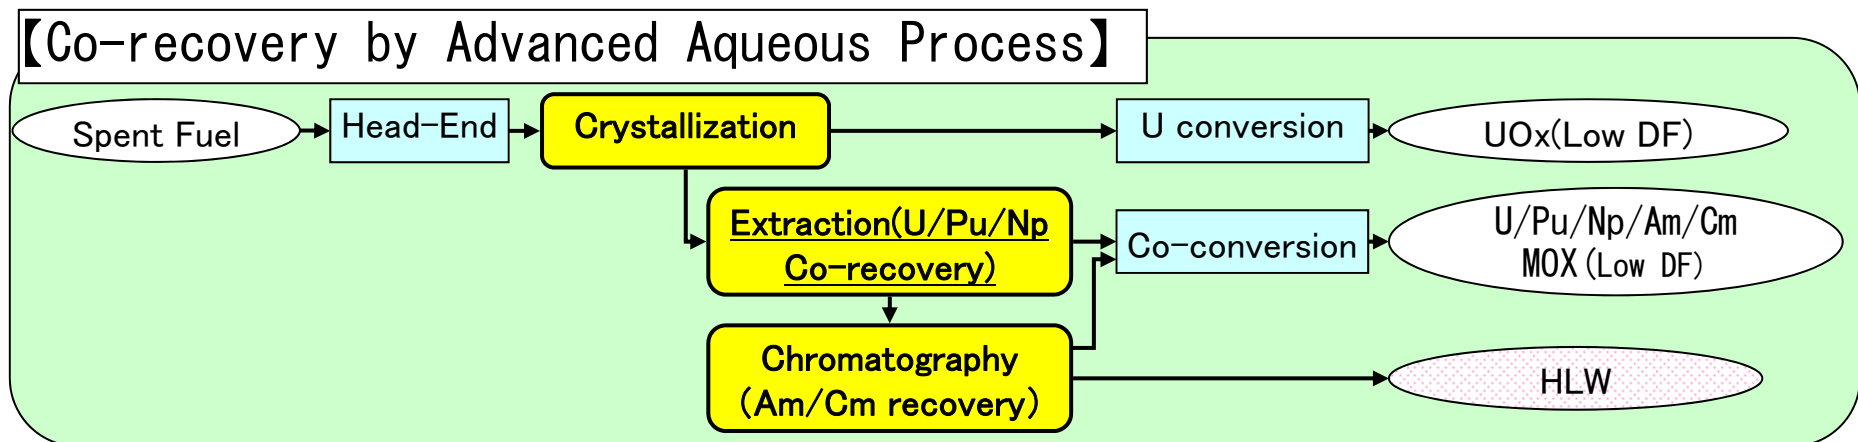 【Co-recovery by Advanced Aqueous Process】
Spent Fuel
Head-End
Crystallization
U conversion
UOx(Low DF)
Extraction(U/Pu/Np
Co-recovery)
Co-conversion
U/Pu/Np/Am/Cm
MOX(Low DF)
Chromatography
(Am/Cm recovery)
HLW